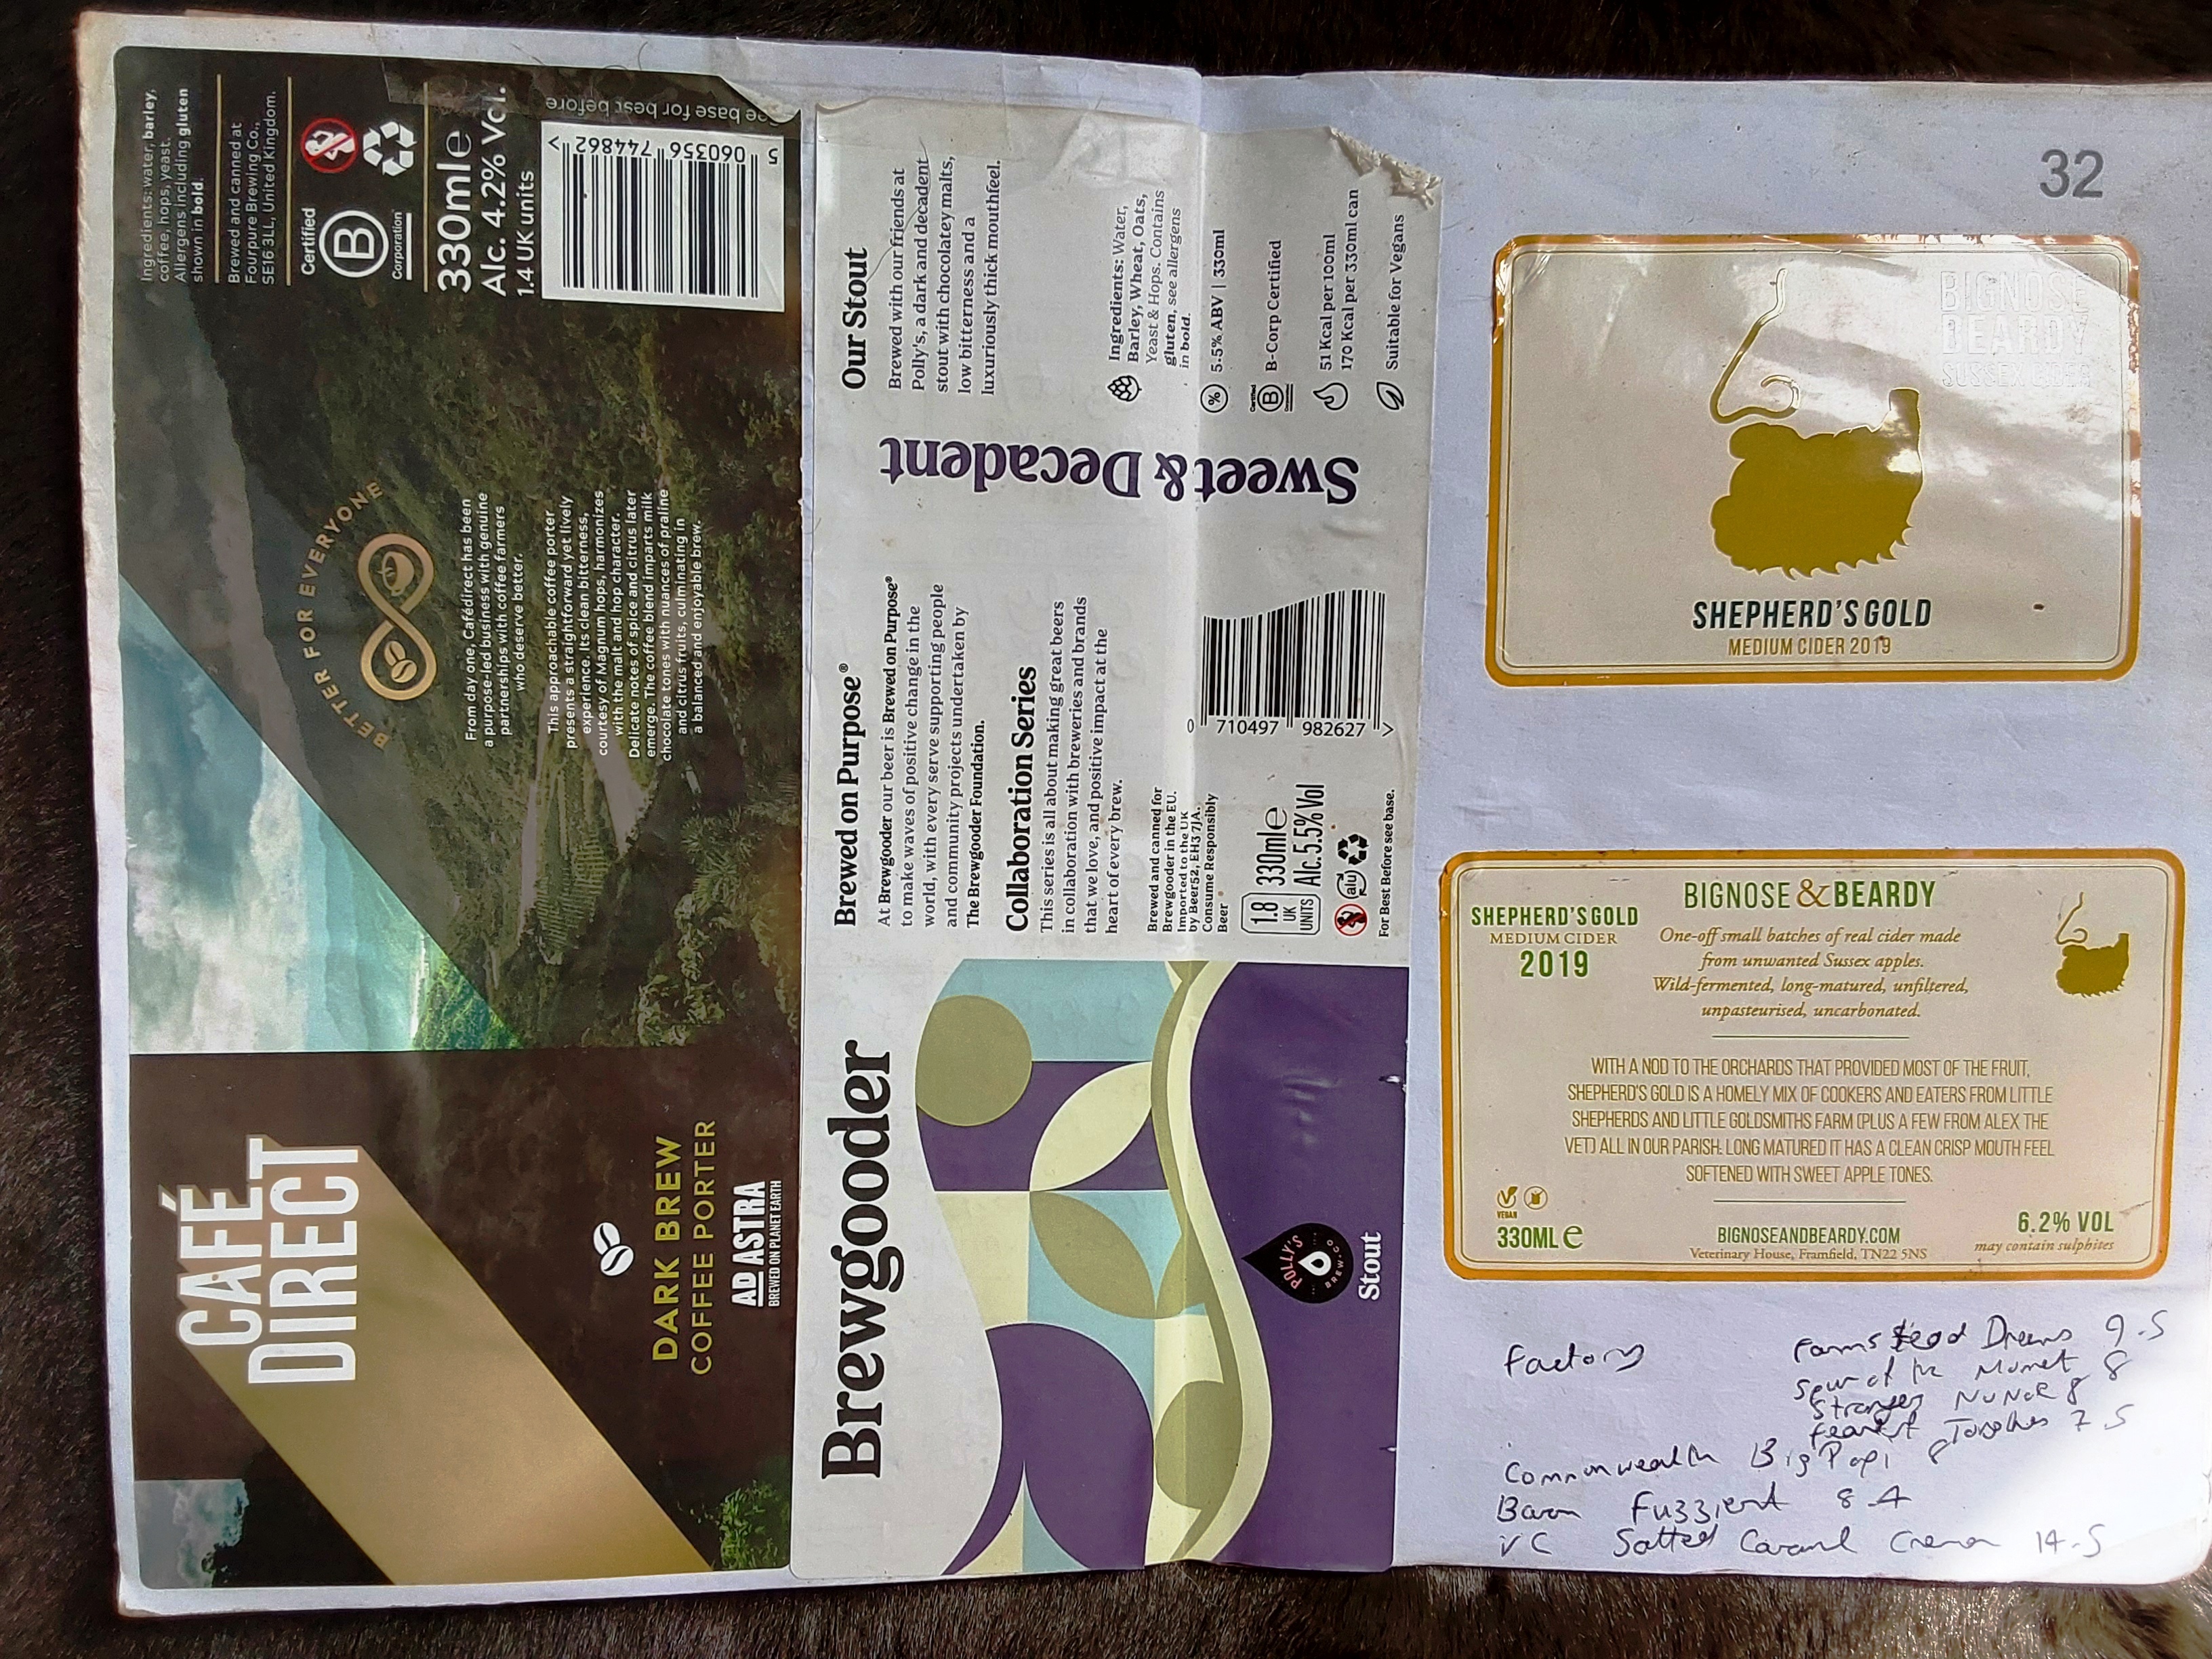 CAFÉ
DIRECT
DARK BREW
COFFEE PORTER
AD ASTRA
BREWED ON PLANET EARTH
BETTER FOR EVERYONE
From day one, Cafédirect has been
a purpose-led business with genuine
partnerships with coffee farmers
who deserve better.
This approachable coffee porter
presents a straightforward yet lively
experience. Its clean bitterness,
courtesy of Magnum hops, harmonizes
with the malt and hop character.
Delicate notes of spice and citrus later
emerge. The coffee blend imparts milk
chocolate tones with nuances of praline
and citrus fruits, culminating in
a balanced and enjoyable brew.
Ingredients: water, barley,
coffee, hops, yeast.
Allergens including gluten
shown in bold.
Brewed and canned at
Fourpure Brewing Co.,
SE16 3LL, United Kingdom.
Certified
B
Corporation
330ml e
Alc. 4.2% Vol.
1.4 UK units
5 060356 744862 >
base for best before
Brewgooder
POLLY'S
BREW CO.
Stout
Brewed on Purpose®
At Brewgooder our beer is Brewed on Purpose®
to make waves of positive change in the
world, with every serve supporting people
and community projects undertaken by
The Brewgooder Foundation.
Collaboration Series
This series is all about making great beers
in collaboration with breweries and brands
that we love, and positive impact at the
heart of every brew.
Brewed and canned for
Brewgooder in the EU.
Imported to the UK
by Beer52, EH3 7JA.
Consume Responsibly
Beer
1.8
UK
UNITS
330ml e
Alc. 5.5% Vol
alu
For Best Before see base.
0 710497 982627 >
Sweet & Decadent
Our Stout
Brewed with our friends at
Polly's, a dark and decadent
stout with chocolatey malts,
low bitterness and a
luxuriously thick mouthfeel.
Ingredients: Water,
Barley, Wheat, Oats,
Yeast & Hops. Contains
gluten, see allergens
in bold.
% 5.5% ABV | 330ml
Certified
B
B-Corp Certified
51 Kcal per 100ml
170 Kcal per 330ml can
Suitable for Vegans
32
BIGNOSE
BEARDY
SUSSEX CIDER
SHEPHERD'S GOLD
MEDIUM CIDER 2019
SHEPHERD'S GOLD
MEDIUM CIDER
2019
BIGNOSE & BEARDY
One-off small batches of real cider made
from unwanted Sussex apples.
Wild-fermented, long-matured, unfiltered,
unpasteurised, uncarbonated.
WITH A NOD TO THE ORCHARDS THAT PROVIDED MOST OF THE FRUIT,
SHEPHERD'S GOLD IS A HOMELY MIX OF COOKERS AND EATERS FROM LITTLE
SHEPHERDS AND LITTLE GOLDSMITHS FARM (PLUS A FEW FROM ALEX THE
VET) ALL IN OUR PARISH. LONG MATURED IT HAS A CLEAN CRISP MOUTH FEEL
SOFTENED WITH SWEET APPLE TONES.
VEGAN
330ML e
BIGNOSEANDBEARDY.COM
Veterinary House, Framfield, TN22 5NS
6.2% VOL
may contain sulphites
Factory Farmstead Dreams 9.5
8
Stranger 8
7.5
Commonwealth Big Papi 8
Barn Fuzziest 8.4
VC Salted Caramel 14.5